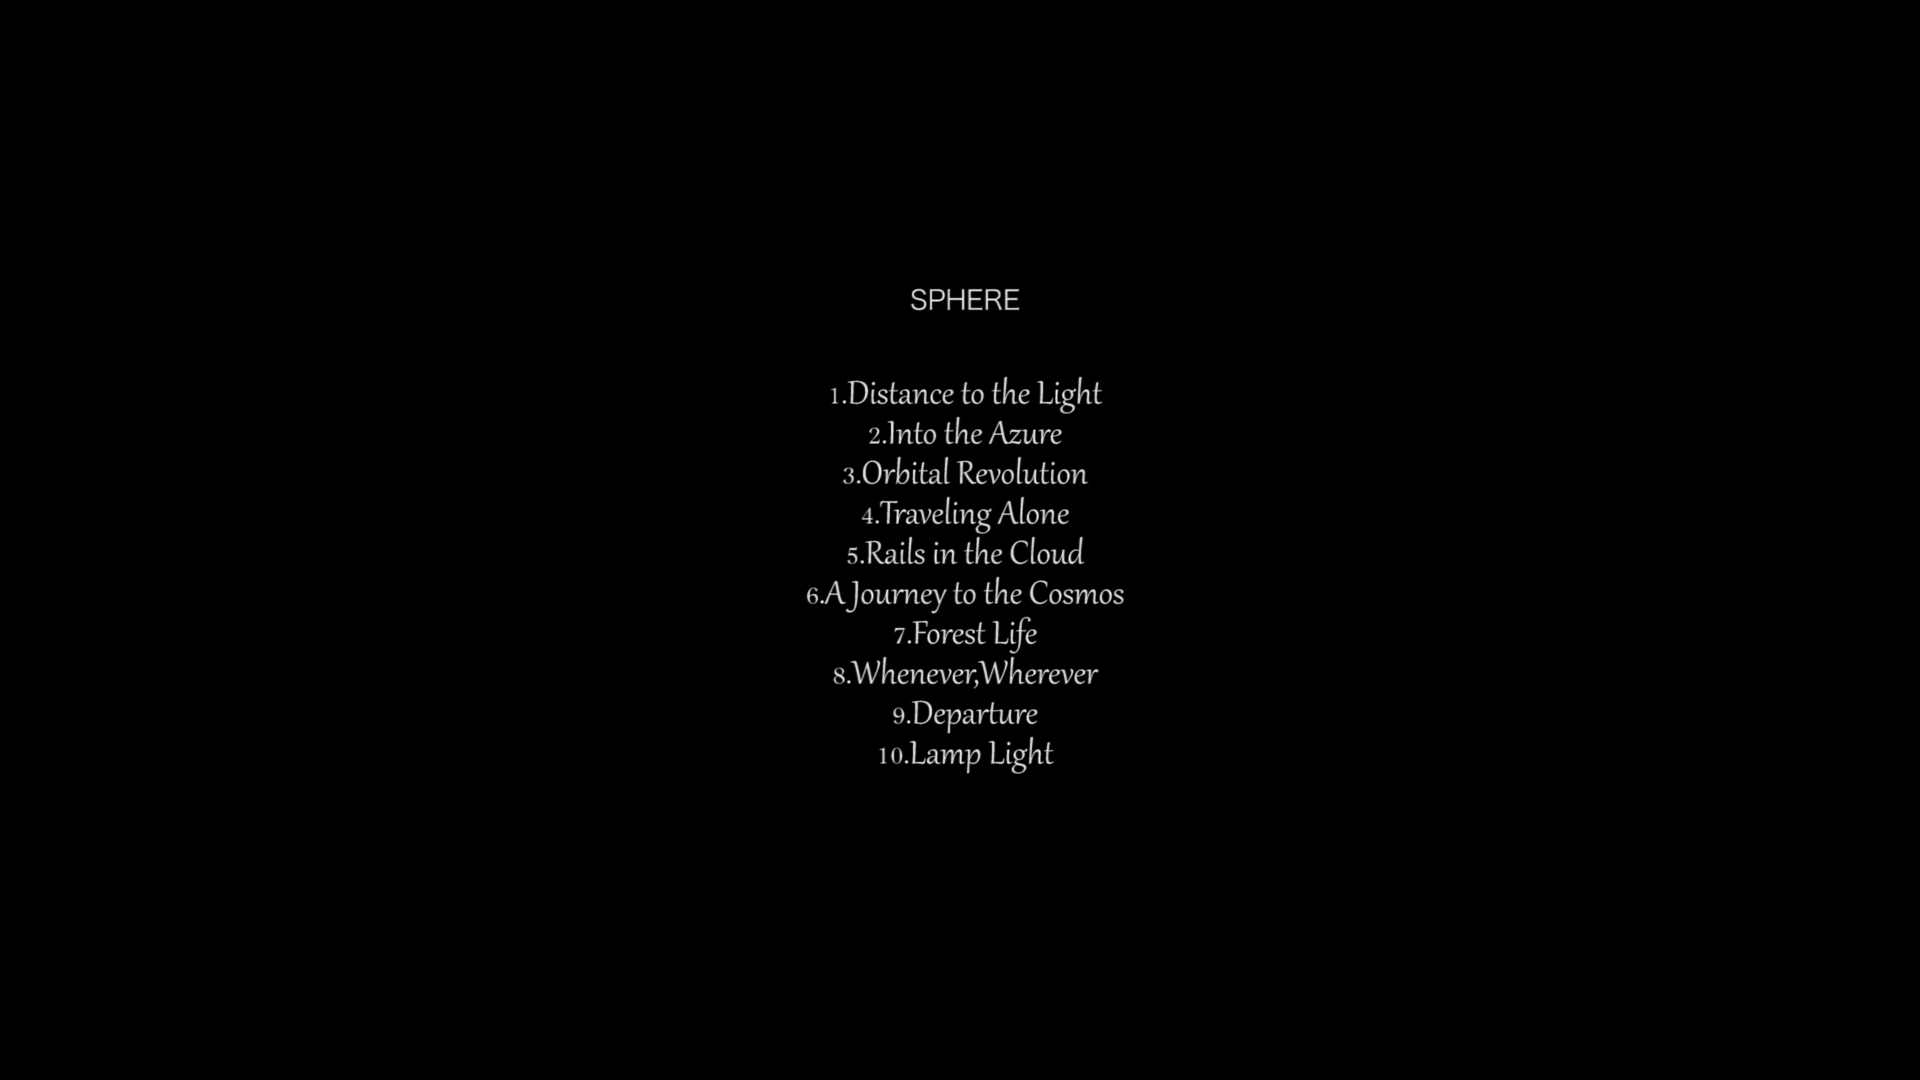 SPHERE
1.Distance to the Light
2.Into the Azure
3.Orbital Revolution
4.Traveling Alone
5.Rails in the Cloud
6.A Journey to the Cosmos
7.Forest Life
8.Whenever,Wherever
9.Departure
10.Lamp Light